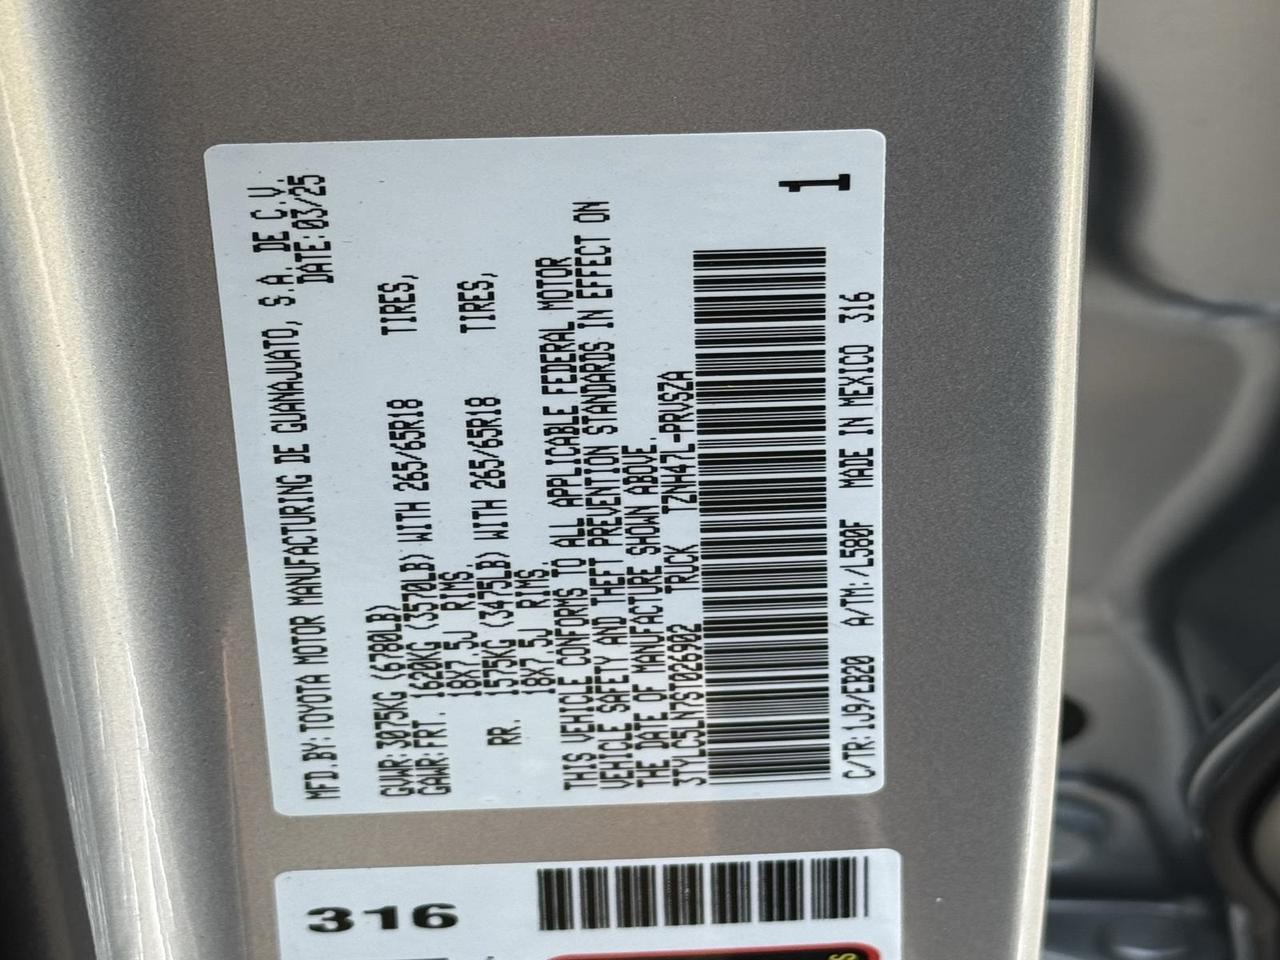 MFD.BY:TOYOTA MOTOR MANUFACTURING DE GUANAJUATO, S.A. DE C.V.
DATE:03/25
GVWR:3075KG (6780LB)
GAWR:FRT. 1620KG (3570LB) WITH 265/65R18 TIRES,
18X7.5J RIMS.
RR. 1575KG (3475LB) WITH 265/65R18 TIRES,
18X7.5J RIMS.
THIS VEHICLE CONFORMS TO ALL APPLICABLE FEDERAL MOTOR
VEHICLE SAFETY AND THEFT PREVENTION STANDARDS IN EFFECT ON
THE DATE OF MANUFACTURE SHOWN ABOVE.
3TYLC5LN7ST026902 TRUCK TZNH47L-PRVSZA
1
C/TR:1J9/EB20 A/TM:/L580F MADE IN MEXICO 316
316